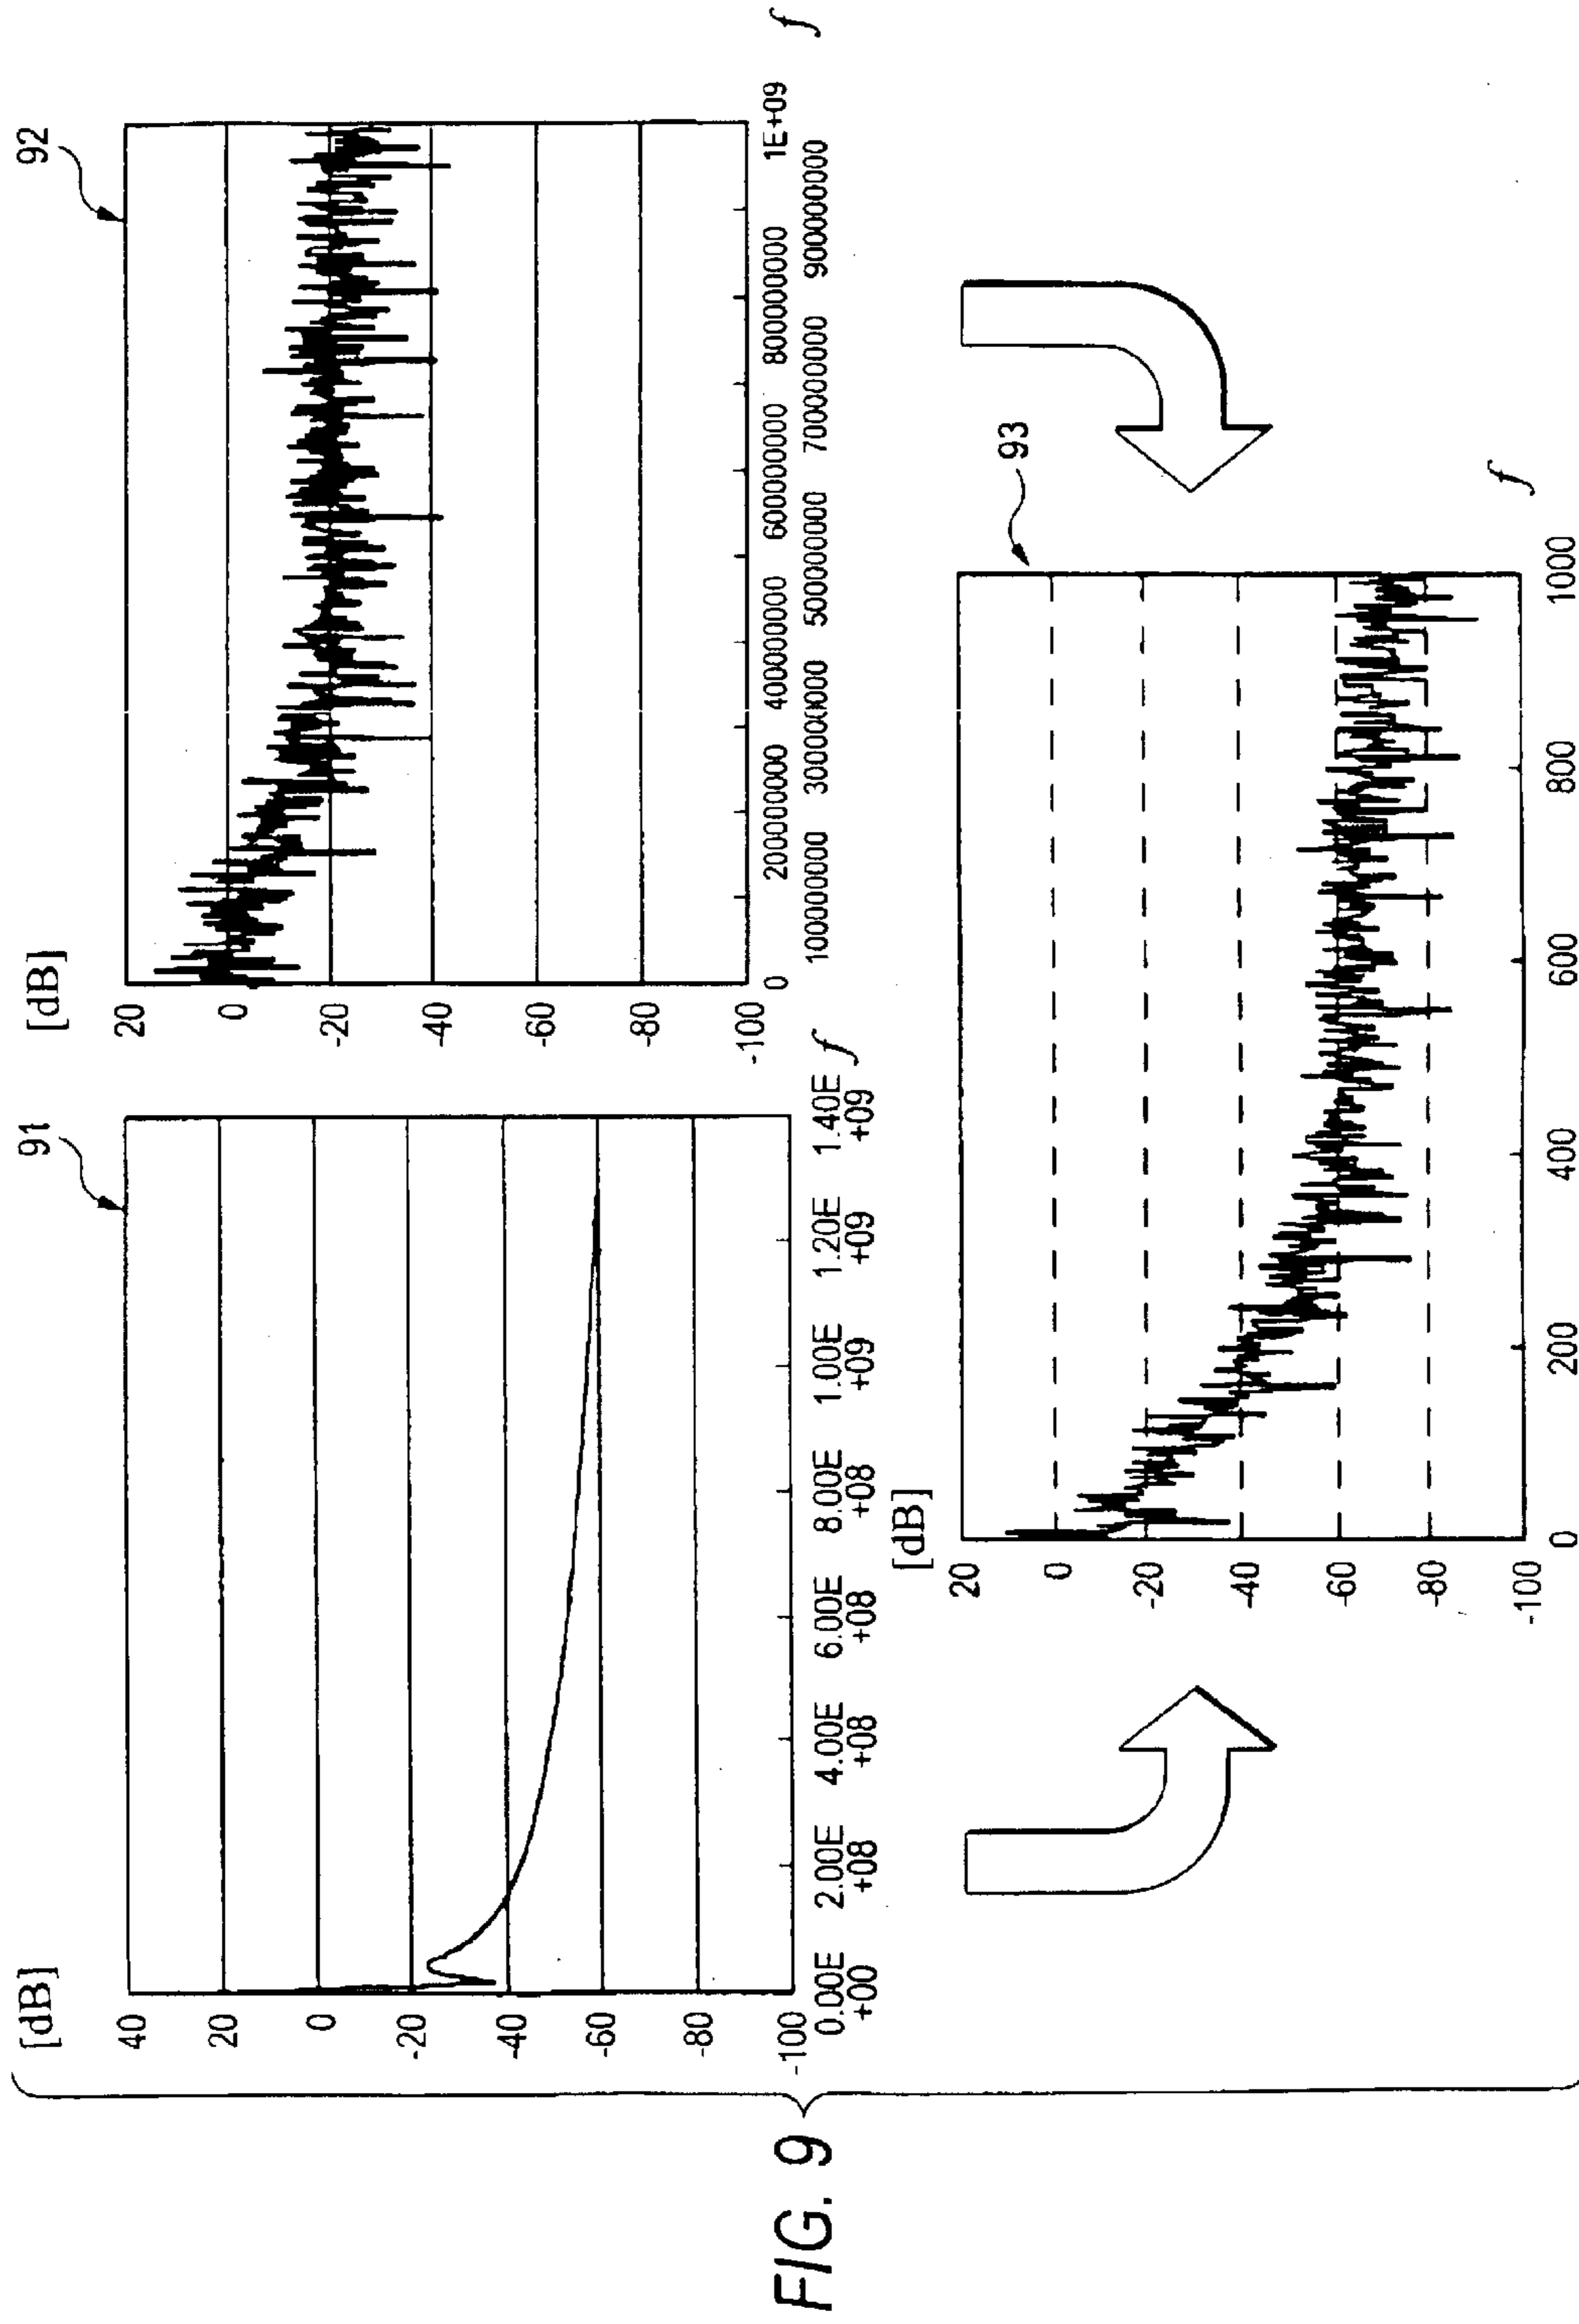 FIG. 9
[dB]
91
40
20
0
-20
-40
-60
-80
-100
0.00E
+00
2.00E
+08
4.00E
+08
6.00E
+08
8.00E
+08
1.00E
+09
1.20E
+09
1.40E
+09
f
[dB]
92
20
0
-20
-40
-60
-80
-100
0 200000000 400000000 600000000 800000000 1E+09
100000000 300000000 500000000 700000000 900000000
f
[dB]
93
20
0
-20
-40
-60
-80
-100
0 200 400 600 800 1000
f